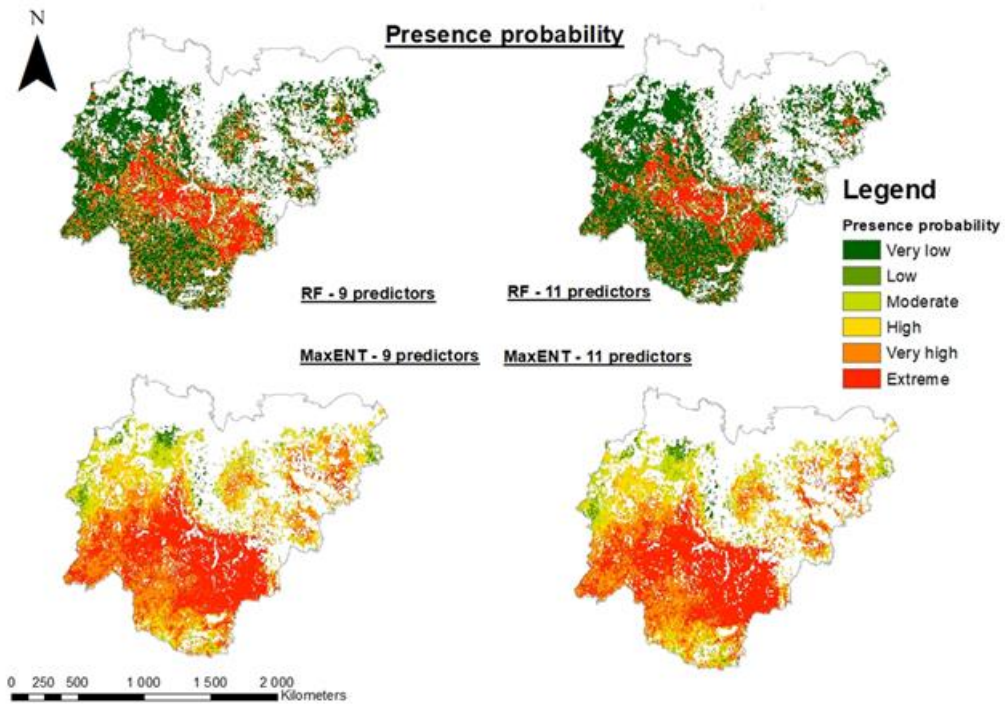 N
Presence probability
Legend
Presence probability
Very low
Low
Moderate
High
Very high
Extreme
RF - 9 predictors
RF - 11 predictors
MaxENT - 9 predictors
MaxENT - 11 predictors
0 250 500 1 000 1 500 2 000
Kilometers